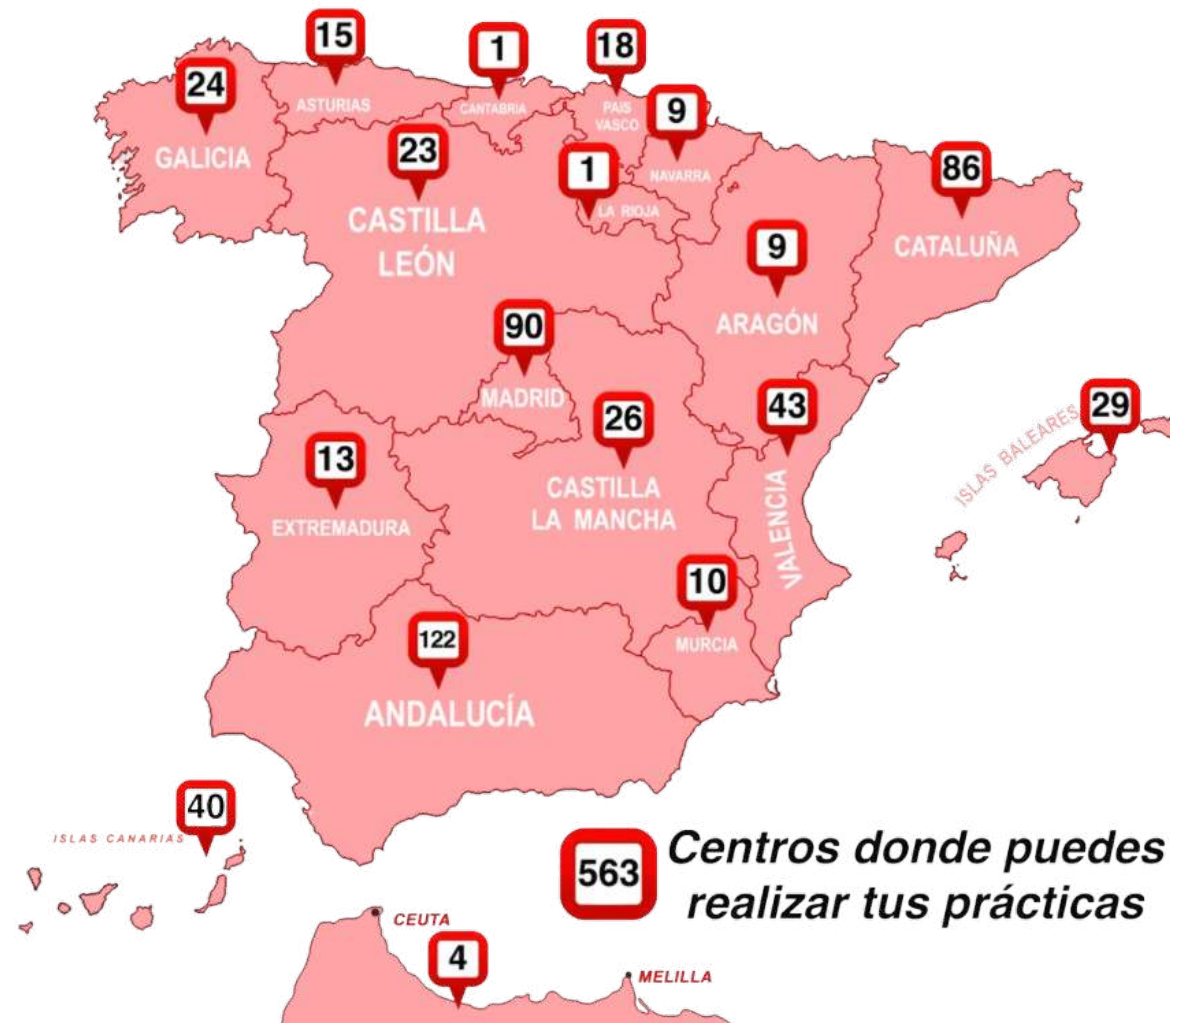 15
1
18
24
ASTURIAS
CANTABRIA
PAIS
VASCO
9
GALICIA
23
1
NAVARRA
86
CASTILLA
LEÓN
LA RIOJA
9
CATALUÑA
ARAGÓN
90
MADRID
26
43
29
ISLAS BALEARES
13
EXTREMADURA
CASTILLA
LA MANCHA
VALENCIA
10
MURCIA
122
ANDALUCÍA
40
ISLAS CANARIAS
563
Centros donde puedes
realizar tus prácticas
CEUTA
4
MELILLA